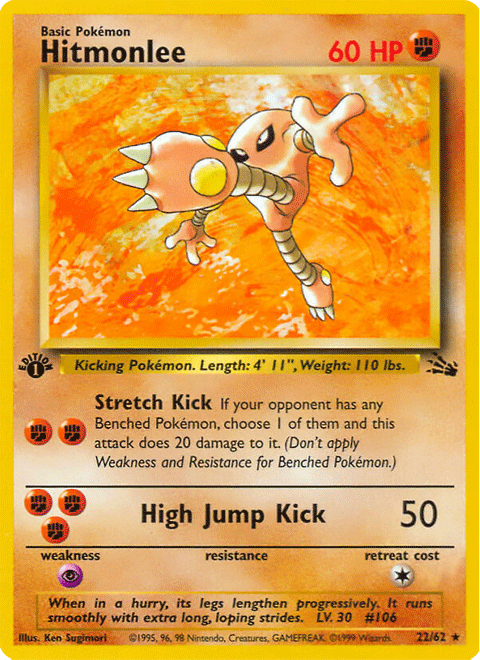 Basic Pokémon
Hitmonlee
60 HP
EDITION
1
Kicking Pokémon. Length: 4' 11", Weight: 110 lbs.
Stretch Kick If your opponent has any
Benched Pokémon, choose 1 of them and this
attack does 20 damage to it. (Don't apply
Weakness and Resistance for Benched Pokémon.)
High Jump Kick 50
weakness resistance retreat cost
When in a hurry, its legs lengthen progressively. It runs
smoothly with extra long, loping strides. LV. 30 #106
Illus. Ken Sugimori ©1995, 96, 98 Nintendo, Creatures, GAMEFREAK. ©1999 Wizards. 22/62 ★